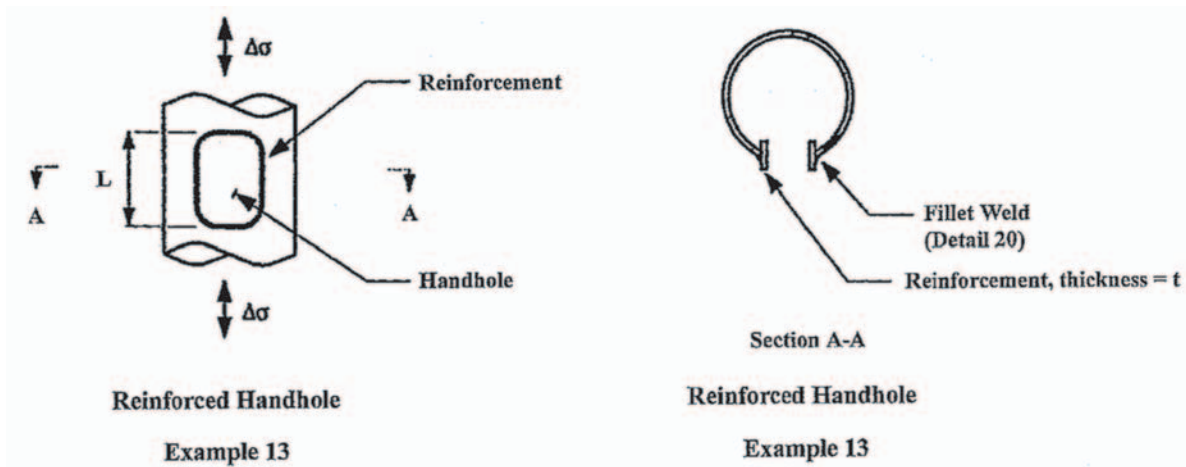 Δσ
Reinforcement
L
A
A
Handhole
Δσ
Reinforced Handhole
Example 13
Fillet Weld
(Detail 20)
Reinforcement, thickness = t
Section A-A
Reinforced Handhole
Example 13